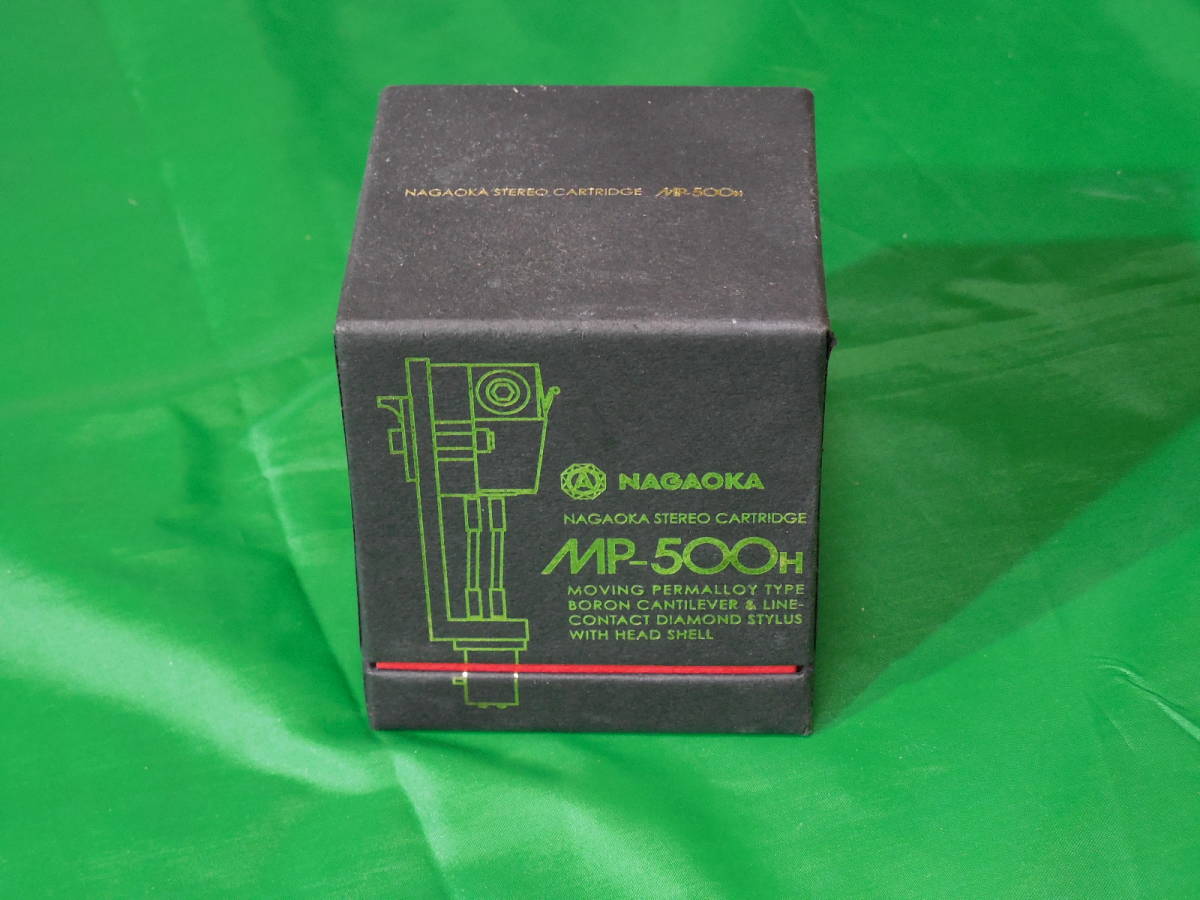 NAGAOKA STEREO CARTRIDGE MP-500H
NAGAOKA
NAGAOKA STEREO CARTRIDGE
MP-500H
MOVING PERMALLOY TYPE
BORON CANTILEVER & LINE-
CONTACT DIAMOND STYLUS
WITH HEAD SHELL